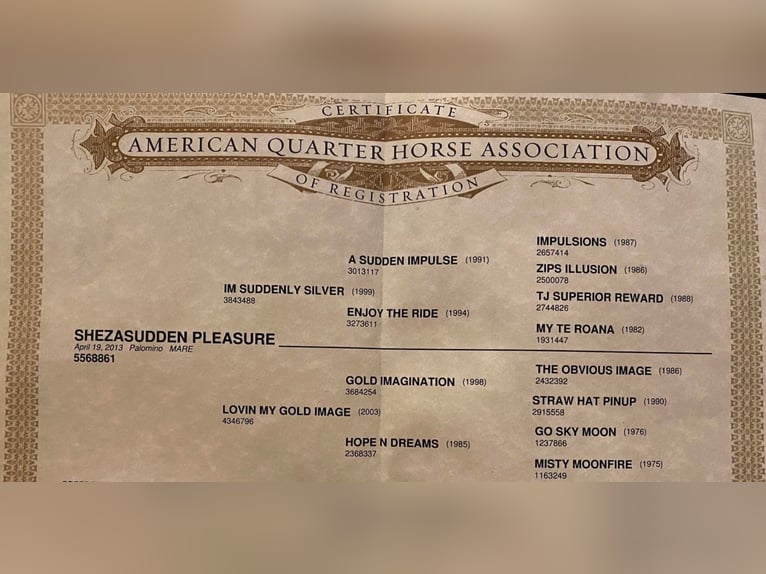 CERTIFICATE
AMERICAN QUARTER HORSE ASSOCIATION
OF REGISTRATION
IMPULSIONS (1987)
2657414
A SUDDEN IMPULSE (1991)
3013117
ZIPS ILLUSION (1986)
2500078
IM SUDDENLY SILVER (1999)
3843488
TJ SUPERIOR REWARD (1988)
2744826
ENJOY THE RIDE (1994)
3273611
MY TE ROANA (1982)
1931447
SHEZASUDDEN PLEASURE
April 19, 2013 Palomino MARE
5568861
THE OBVIOUS IMAGE (1986)
2432392
GOLD IMAGINATION (1998)
3684254
STRAW HAT PINUP (1990)
2915558
LOVIN MY GOLD IMAGE (2003)
4346796
GO SKY MOON (1976)
1237866
HOPE N DREAMS (1985)
2368337
MISTY MOONFIRE (1975)
1163249